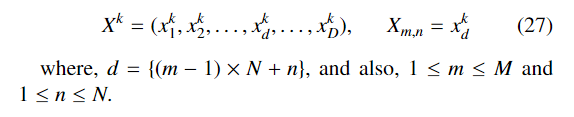 X^k = (x_1^k, x_2^k, . . . , x_d^k, . . . , x_D^k), X_{m,n} = x_d^k (27)
where, d = {(m − 1) × N + n}, and also, 1 ≤ m ≤ M and
1 ≤ n ≤ N.